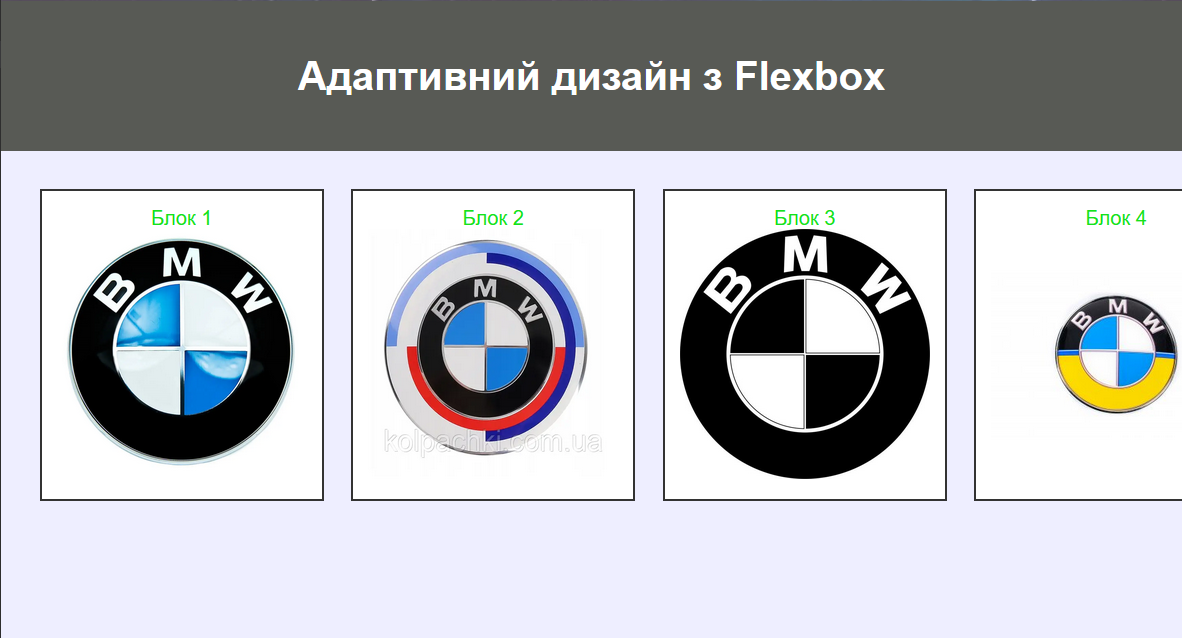 Адаптивний дизайн з Flexbox
Блок 1
Блок 2
Блок 3
Блок 4
BMW
BMW
BMW
BMW
kolpachki.com.ua